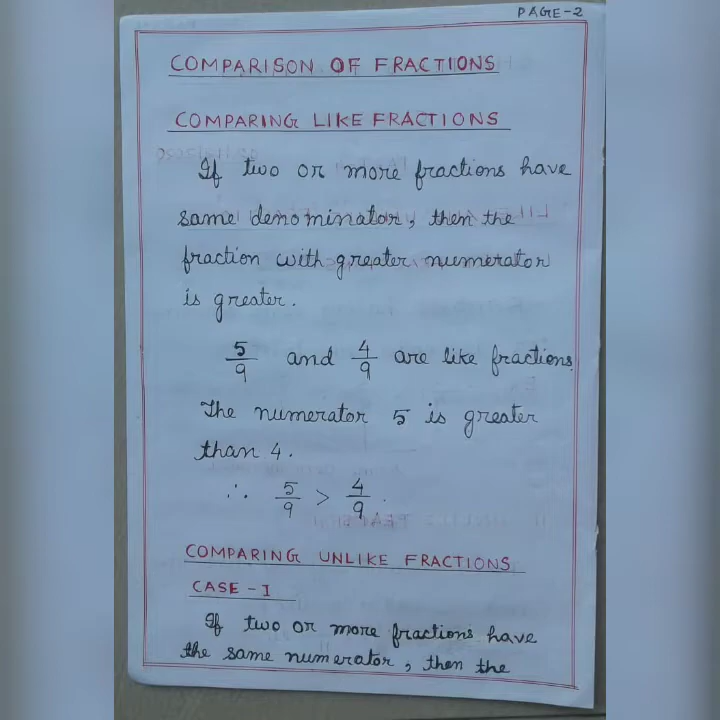 PAGE-2
COMPARISON OF FRACTIONS
COMPARING LIKE FRACTIONS
If two or more fractions have
same denominator, then the
fraction with greater numerator
is greater.
5/9 and 4/9 are like fractions.
The numerator 5 is greater
than 4.
∴ 5/9 > 4/9.
COMPARING UNLIKE FRACTIONS
CASE-I
If two or more fractions have
the same numerator, then the